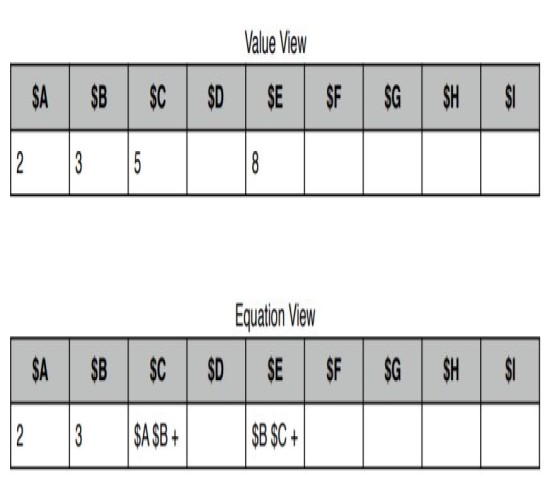 Value View
$A $B $C $D $E $F $G $H $I
2 3 5 8
Equation View
$A $B $C $D $E $F $G $H $I
2 3 $A $B + $B $C +